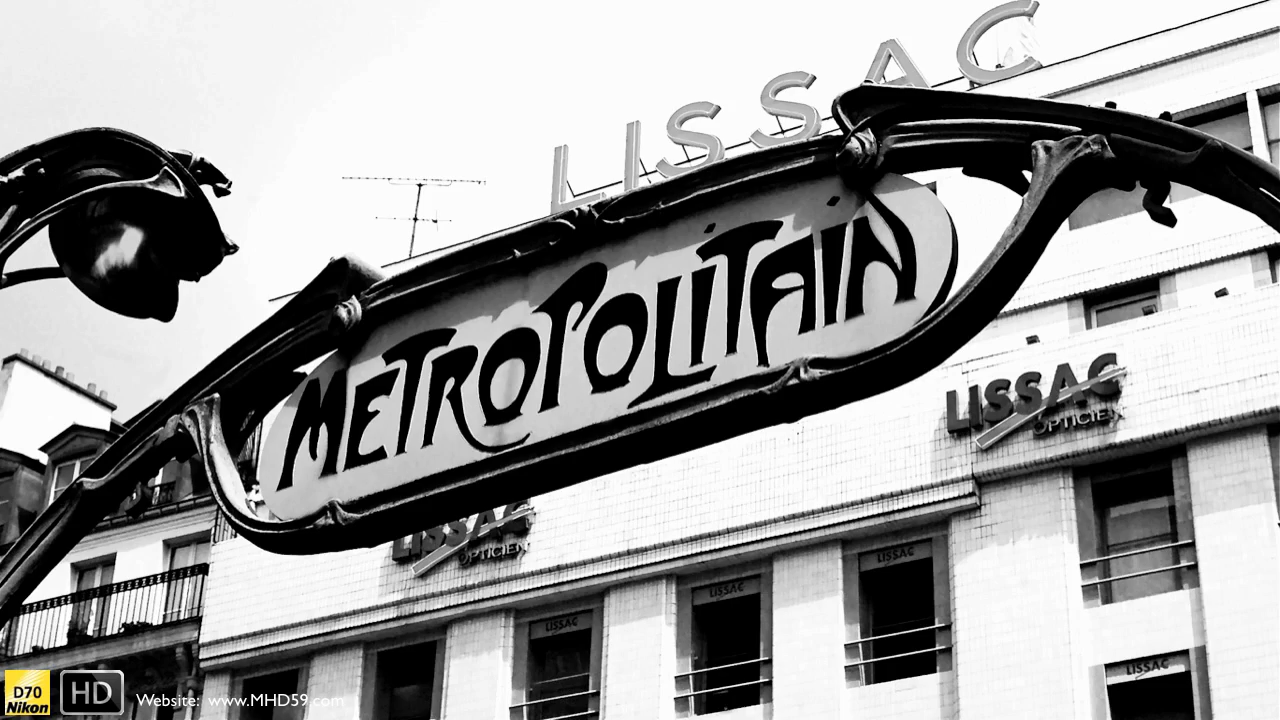 LISSAC
METROPOLITAIN
LISSAC
OPTICIEN
LISSAC
OPTICIEN
LISSAC
LISSAC
LISSAC
LISSAC
D70
Nikon
HD
Website: www.MHD59.com